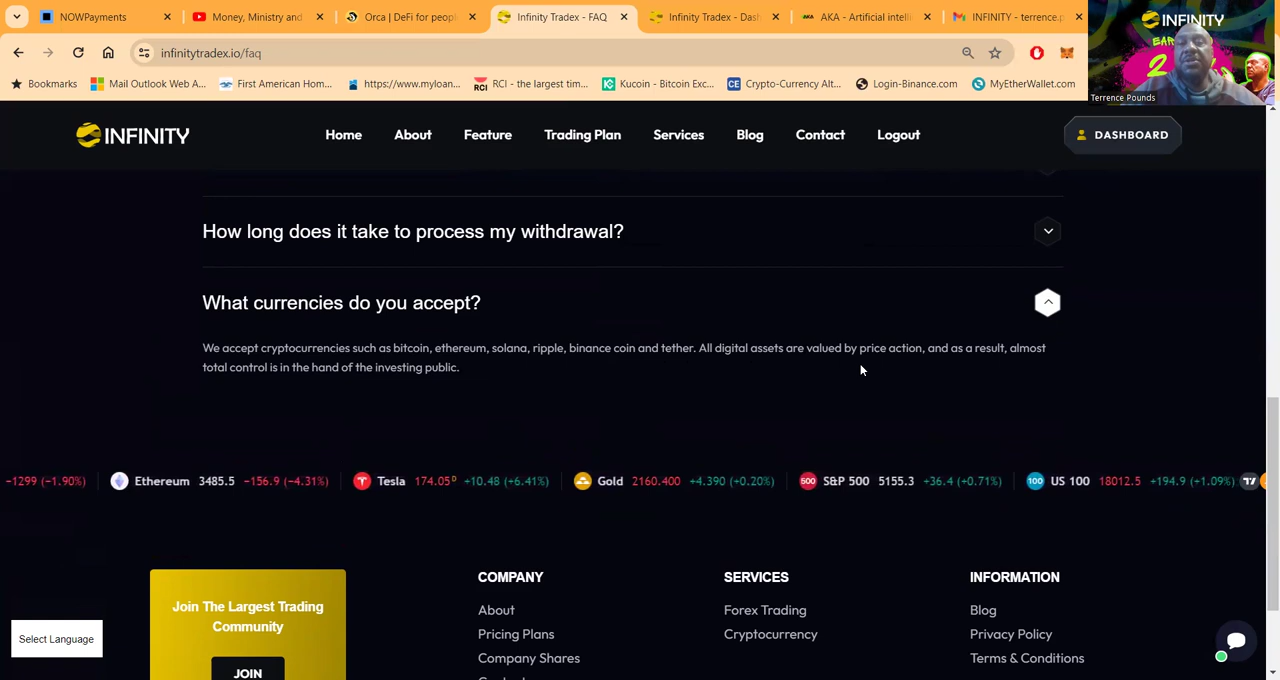 NOWPayments
Money, Ministry and
Orca | DeFi for peopl
Infinity Tradex - FAQ
Infinity Tradex - Dash
AKA - Artificial intelli
INFINITY - terrence.p
infinitytradex.io/faq
Bookmarks
Mail Outlook Web A...
First American Hom...
https://www.myloan...
RCI - the largest tim...
Kucoin - Bitcoin Exc...
Crypto-Currency Alt...
Login-Binance.com
MyEtherWallet.com
INFINITY
Terrence Pounds
INFINITY
Home
About
Feature
Trading Plan
Services
Blog
Contact
Logout
DASHBOARD
How long does it take to process my withdrawal?
What currencies do you accept?
We accept cryptocurrencies such as bitcoin, ethereum, solana, ripple, binance coin and tether. All digital assets are valued by price action, and as a result, almost
total control is in the hand of the investing public.
-1299 (-1.90%)
Ethereum 3485.5 -156.9 (-4.31%)
Tesla 174.05D +10.48 (+6.41%)
500 Gold 2160.400 +4.390 (+0.20%)
S&P 500 5155.3 +36.4 (+0.71%)
100 US 100 18012.5 +194.9 (+1.09%)
Join The Largest Trading
Community
JOIN
COMPANY
About
Pricing Plans
Company Shares
SERVICES
Forex Trading
Cryptocurrency
INFORMATION
Blog
Privacy Policy
Terms & Conditions
Select Language